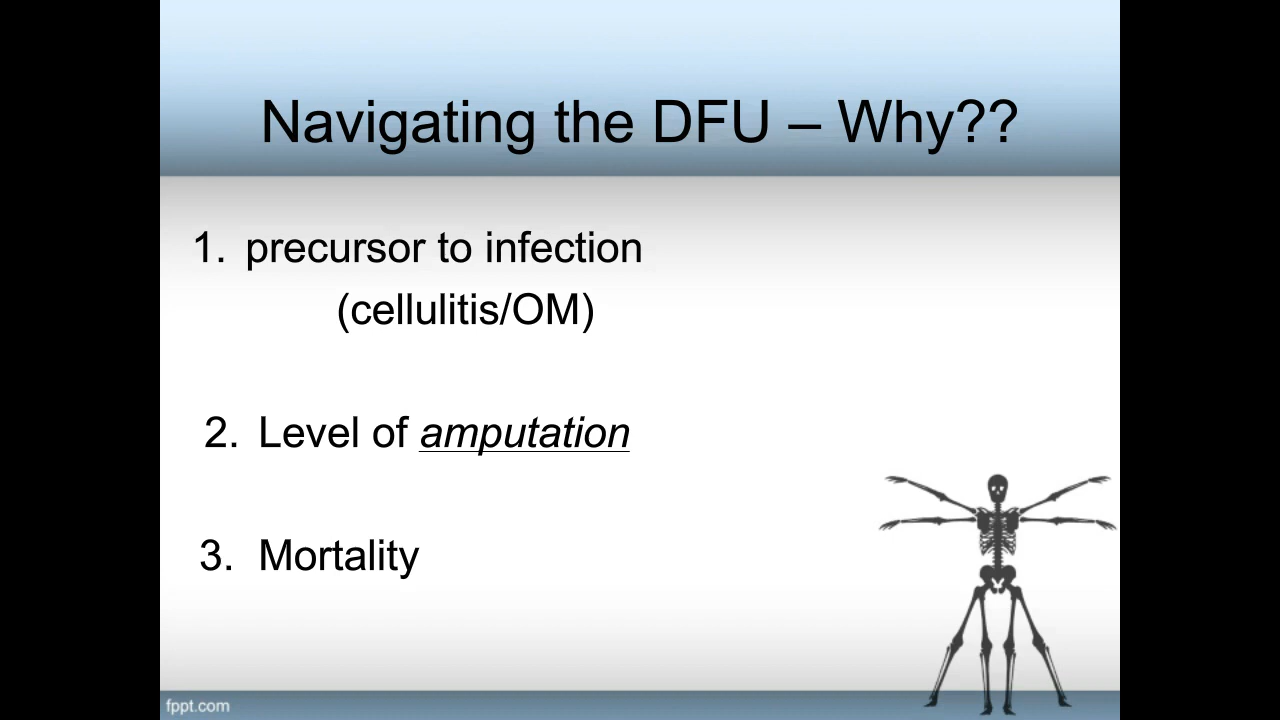 Navigating the DFU – Why??
1. precursor to infection
(cellulitis/OM)
2. Level of amputation
3. Mortality
fppt.com